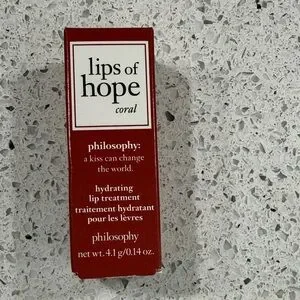 lips of
hope
coral
philosophy:
a kiss can change
the world.
hydrating
lip treatment
traitement hydratant
pour les lèvres
philosophy
net wt. 4.1 g/0.14 oz.